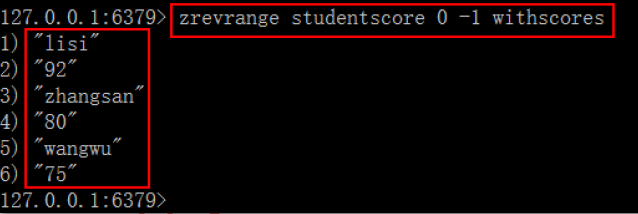 127.0.0.1:6379> zrevrange studentscore 0 -1 withscores
1) "lisi"
2) "92"
3) "zhangsan"
4) "80"
5) "wangwu"
6) "75"
127.0.0.1:6379>